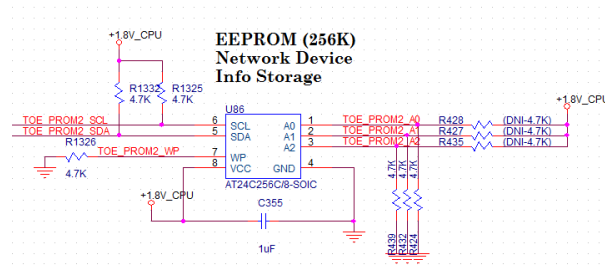 +1.8V_CPU
EEPROM (256K)
Network Device
Info Storage
R1332 R1325
4.7K 4.7K
+1.8V_CPU
U86
TOE_PROM2_SCL 6 SCL A0 1 TOE_PROM2_A0 R428 (DNI-4.7K)
TOE_PROM2_SDA 5 SDA A1 2 TOE_PROM2_A1 R427 (DNI-4.7K)
A2 3 TOE_PROM2_A2 R435 (DNI-4.7K)
R1326 TOE_PROM2_WP 7 WP
4.7K
8 VCC GND 4
AT24C256C/8-SOIC
4.7K 4.7K 4.7K
+1.8V_CPU
C355
1uF
R439 R432 R424